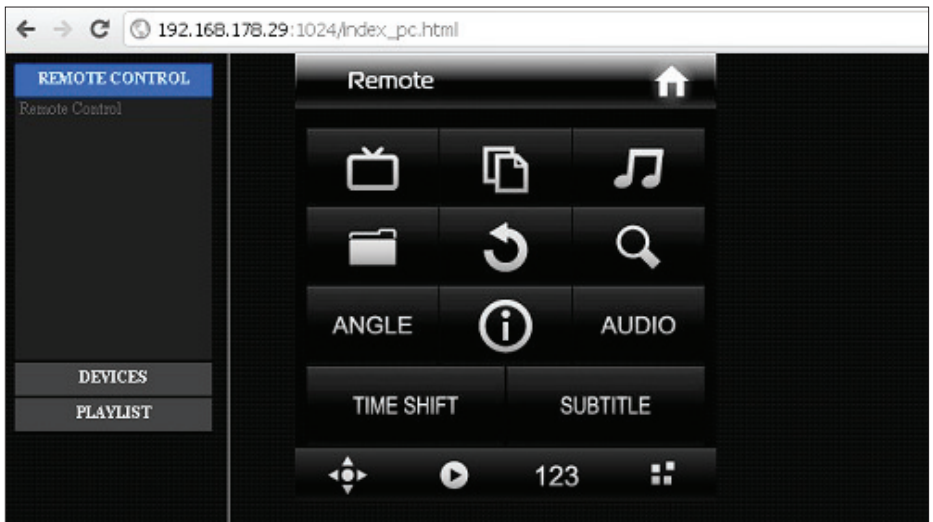 192.168.178.29:1024/index_pc.html
REMOTE CONTROL
Remote Control
DEVICES
PLAYLIST
Remote
ANGLE
AUDIO
TIME SHIFT
SUBTITLE
123